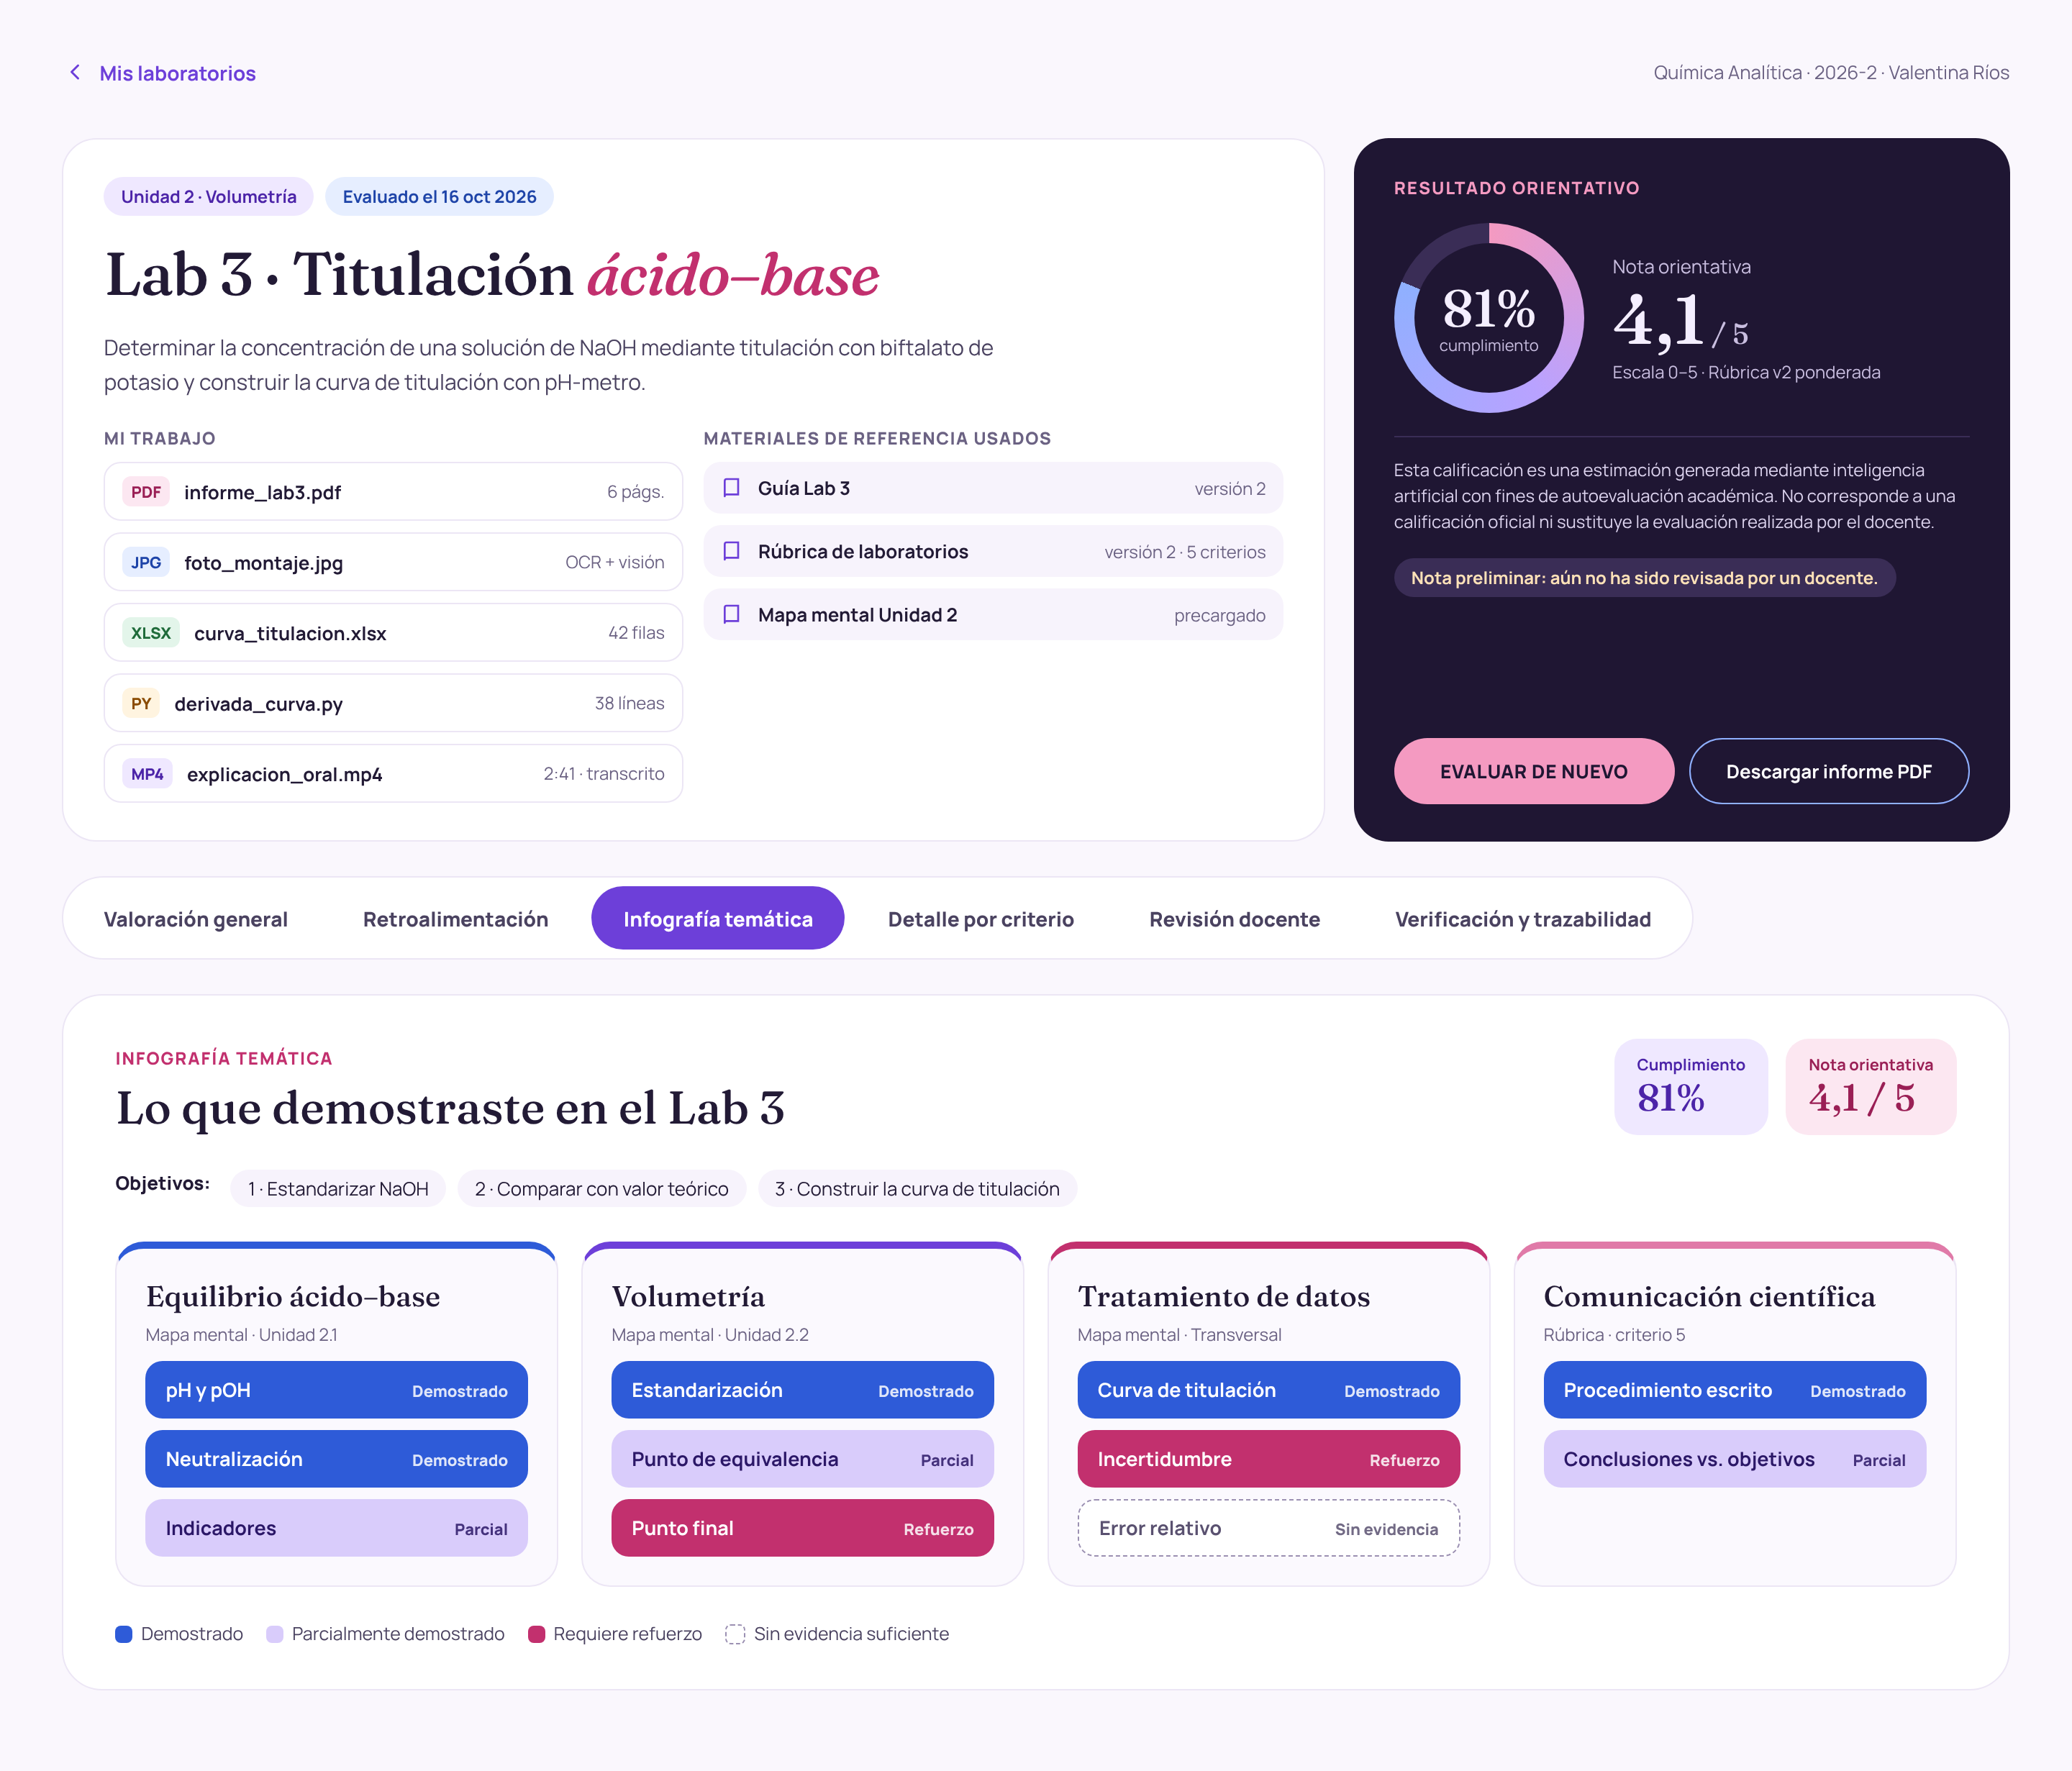 Mis laboratorios
Química Analítica · 2026-2 · Valentina Ríos
Unidad 2 · Volumetría
Evaluado el 16 oct 2026
Lab 3 · Titulación ácido–base
Determinar la concentración de una solución de NaOH mediante titulación con biftalato de
potasio y construir la curva de titulación con pH-metro.
MI TRABAJO
PDF informe_lab3.pdf 6 págs.
JPG foto_montaje.jpg OCR + visión
XLSX curva_titulacion.xlsx 42 filas
PY derivada_curva.py 38 líneas
MP4 explicacion_oral.mp4 2:41 · transcrito
MATERIALES DE REFERENCIA USADOS
Guía Lab 3 versión 2
Rúbrica de laboratorios versión 2 · 5 criterios
Mapa mental Unidad 2 precargado
RESULTADO ORIENTATIVO
81%
cumplimiento
Nota orientativa
4,1 / 5
Escala 0–5 · Rúbrica v2 ponderada
Esta calificación es una estimación generada mediante inteligencia
artificial con fines de autoevaluación académica. No corresponde a una
calificación oficial ni sustituye la evaluación realizada por el docente.
Nota preliminar: aún no ha sido revisada por un docente.
EVALUAR DE NUEVO
Descargar informe PDF
Valoración general
Retroalimentación
Infografía temática
Detalle por criterio
Revisión docente
Verificación y trazabilidad
INFOGRAFÍA TEMÁTICA
Lo que demostraste en el Lab 3
Cumplimiento
81%
Nota orientativa
4,1 / 5
Objetivos:
1 · Estandarizar NaOH
2 · Comparar con valor teórico
3 · Construir la curva de titulación
Equilibrio ácido–base
Mapa mental · Unidad 2.1
pH y pOH Demostrado
Neutralización Demostrado
Indicadores Parcial
Volumetría
Mapa mental · Unidad 2.2
Estandarización Demostrado
Punto de equivalencia Parcial
Punto final Refuerzo
Tratamiento de datos
Mapa mental · Transversal
Curva de titulación Demostrado
Incertidumbre Refuerzo
Error relativo Sin evidencia
Comunicación científica
Rúbrica · criterio 5
Procedimiento escrito Demostrado
Conclusiones vs. objetivos Parcial
Demostrado
Parcialmente demostrado
Requiere refuerzo
Sin evidencia suficiente